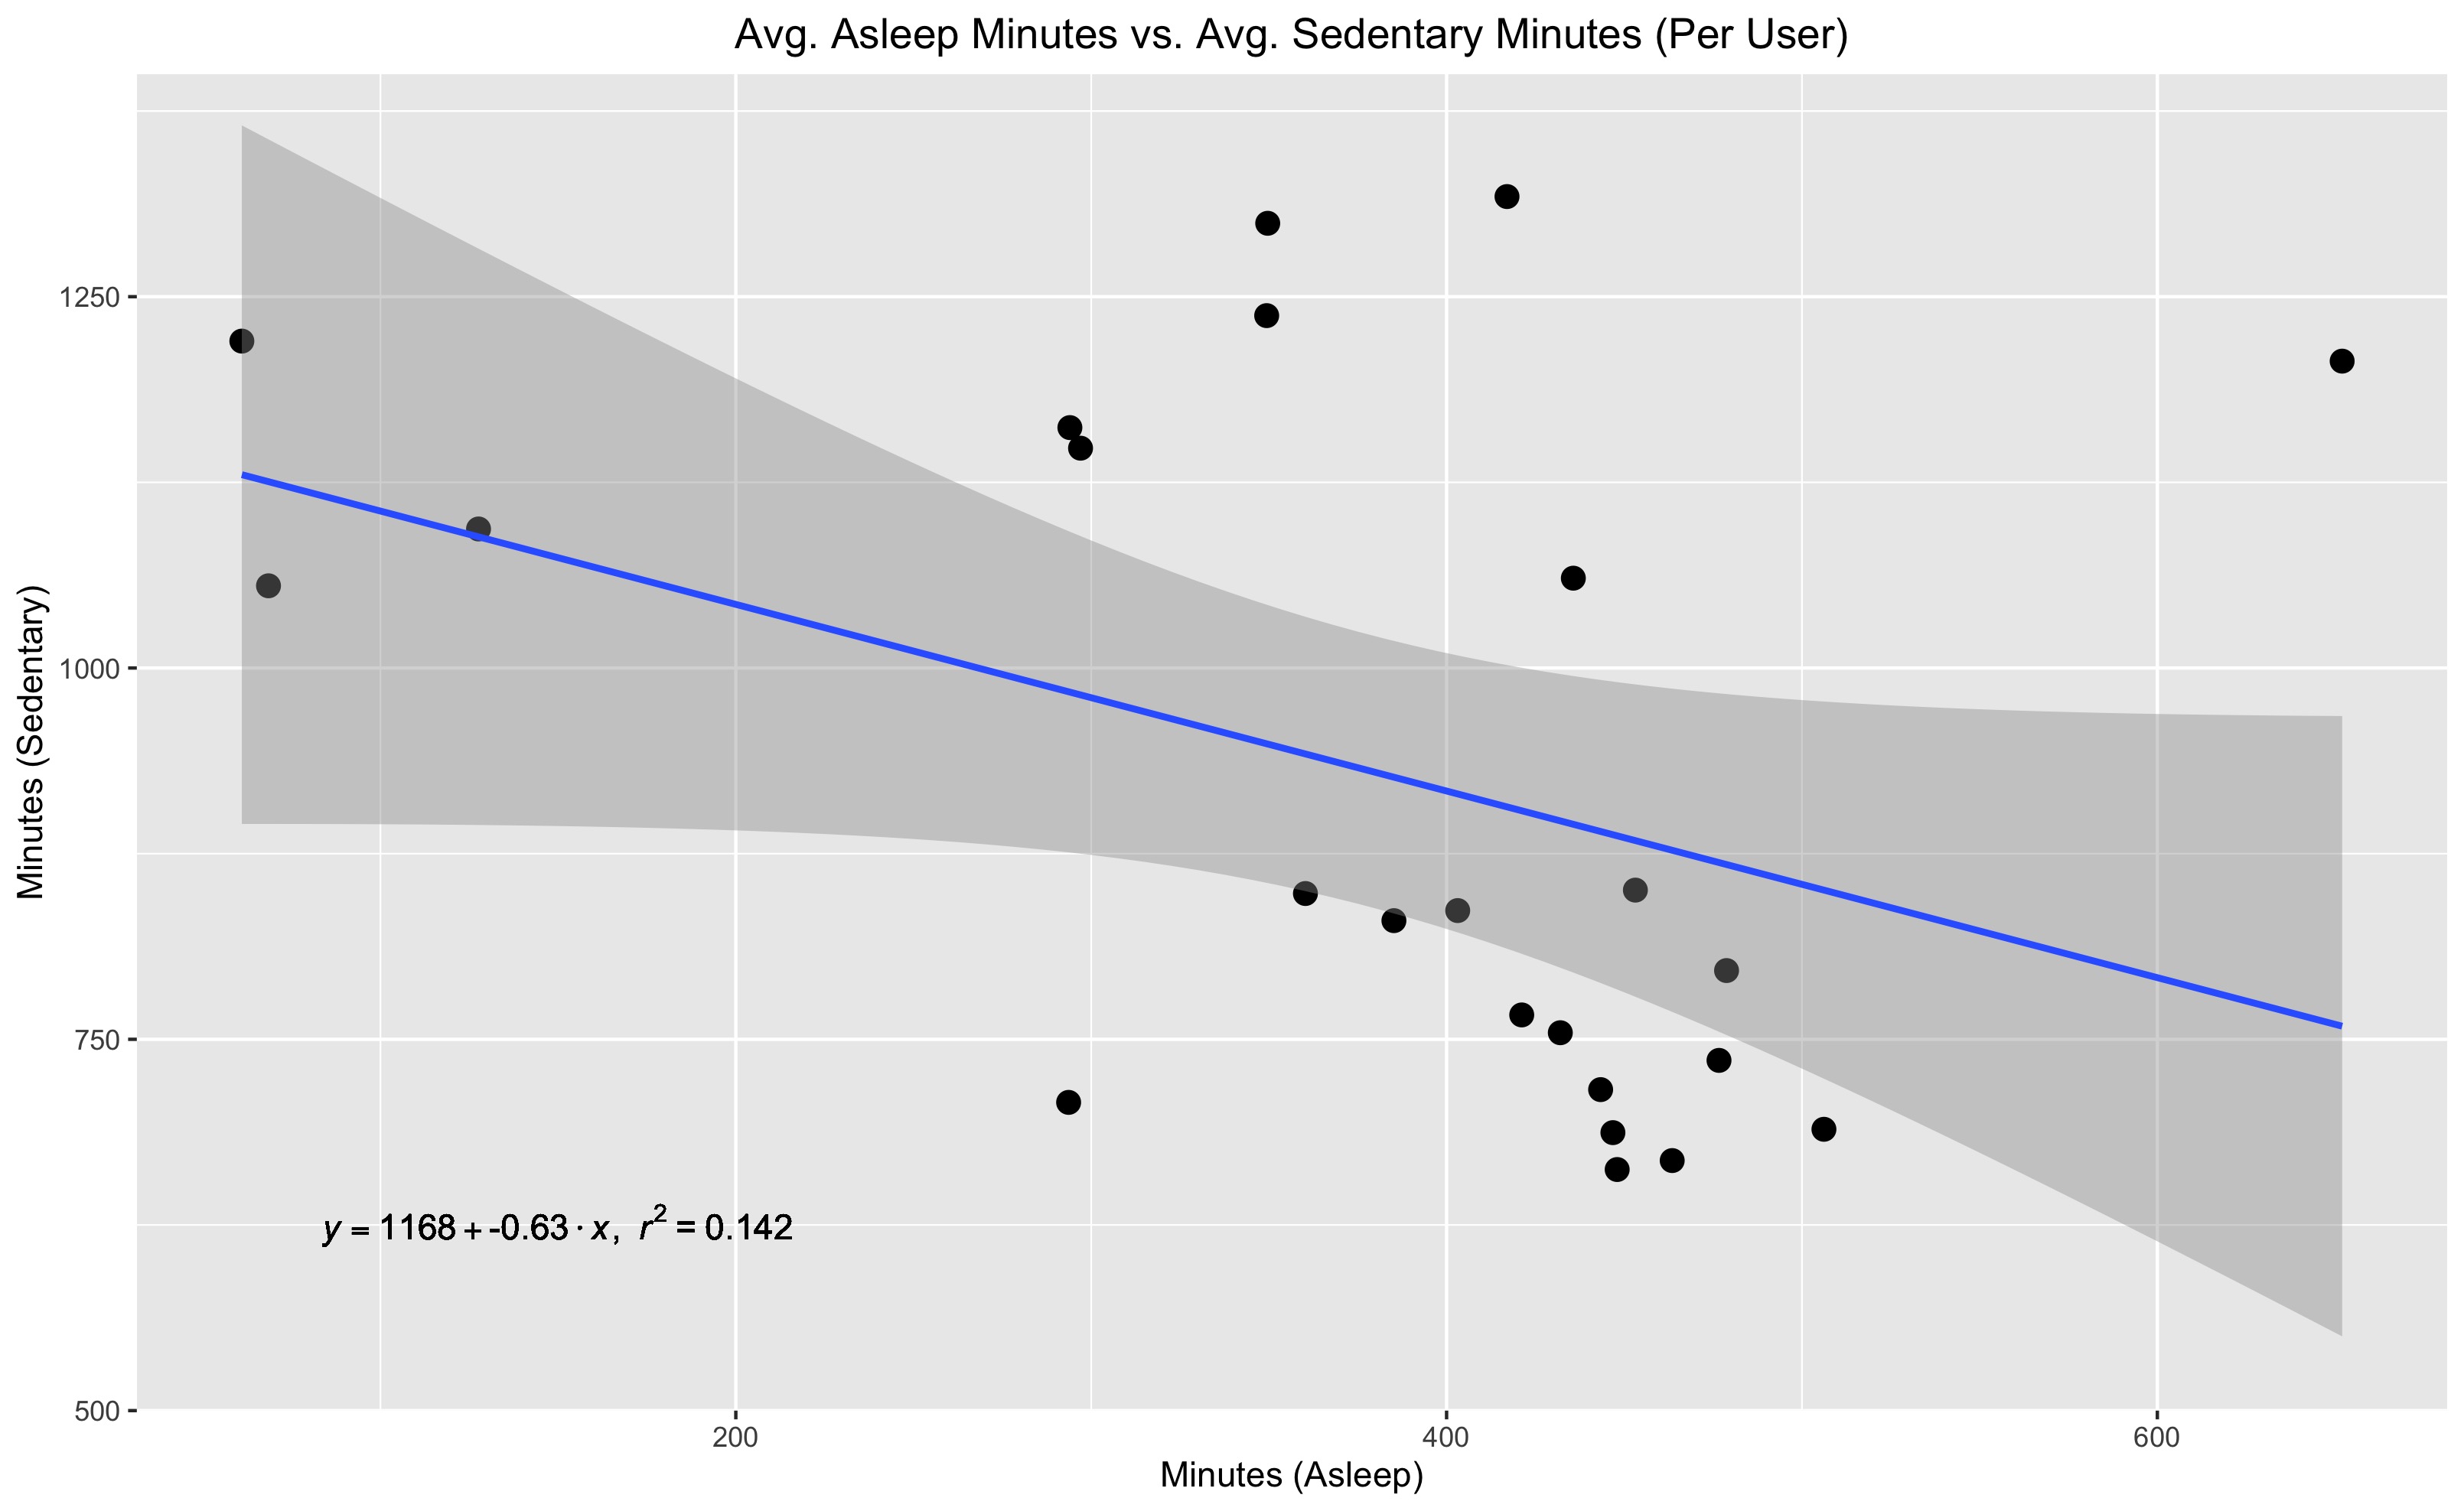 Avg. Asleep Minutes vs. Avg. Sedentary Minutes (Per User)
Minutes (Sedentary)
1250
1000
750
500
y = 1168 + -0.63 · x, r² = 0.142
200 400 600
Minutes (Asleep)